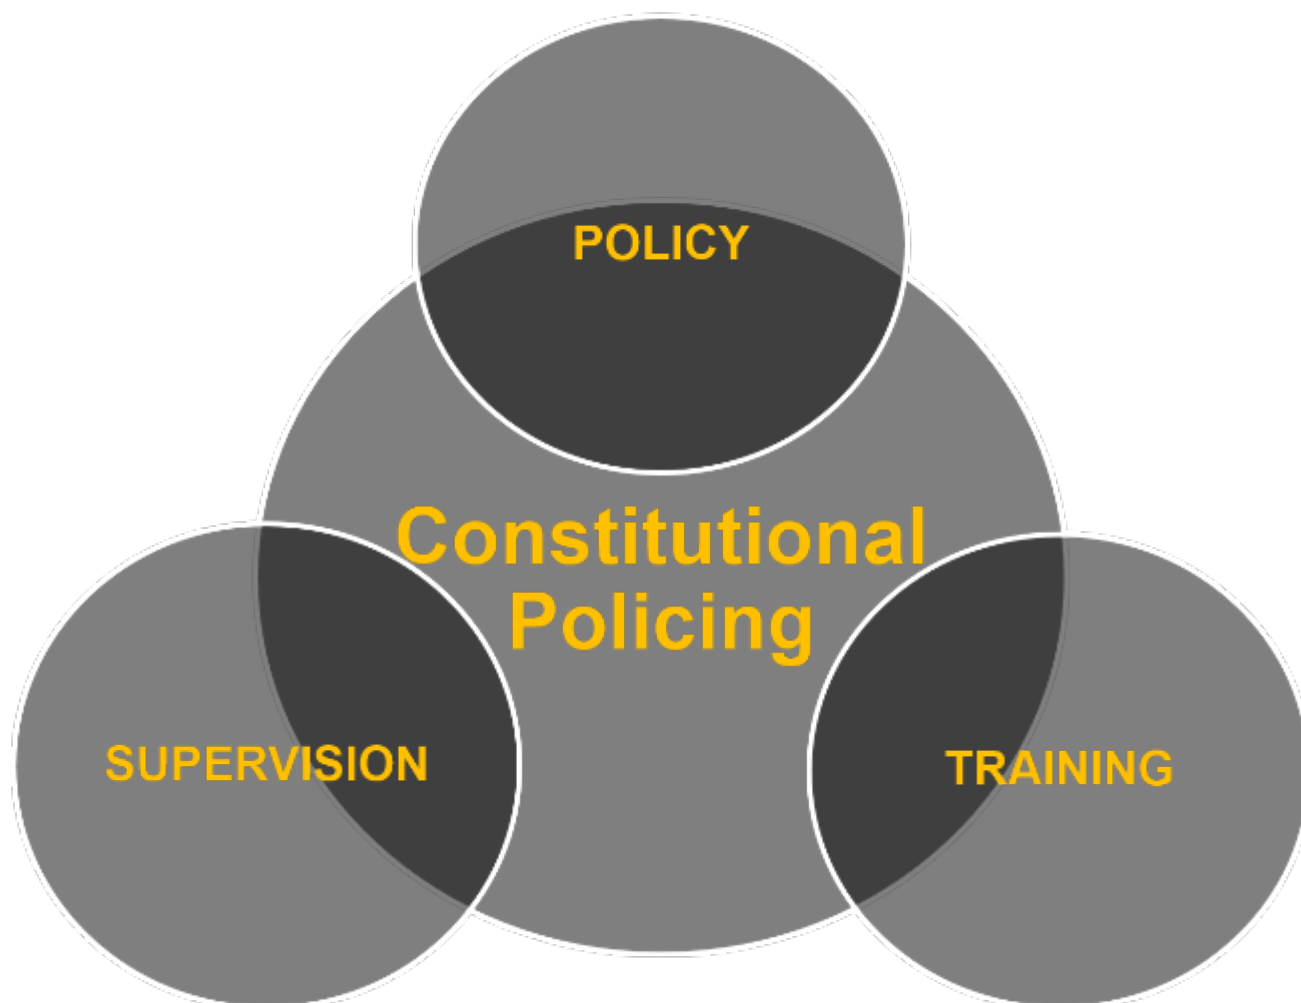 POLICY
Constitutional
Policing
SUPERVISION
TRAINING